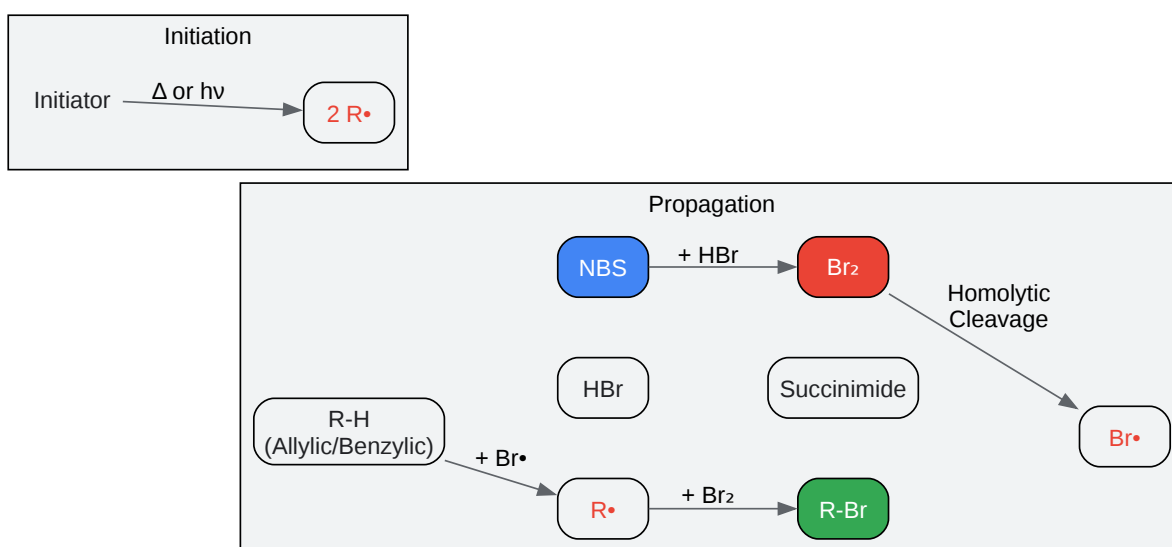 Initiation
Initiator
Δ or hν
2 R•
Propagation
NBS
+ HBr
Br₂
Homolytic
Cleavage
HBr
Succinimide
R-H
(Allylic/Benzylic)
+ Br•
Br•
R•
+ Br₂
R-Br